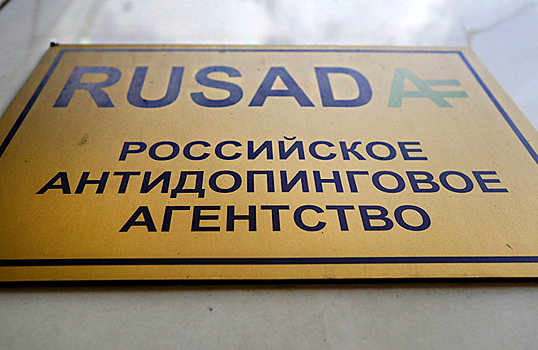 RUSADA
РОССИЙСКОЕ
АНТИДОПИНГОВОЕ
АГЕНТСТВО